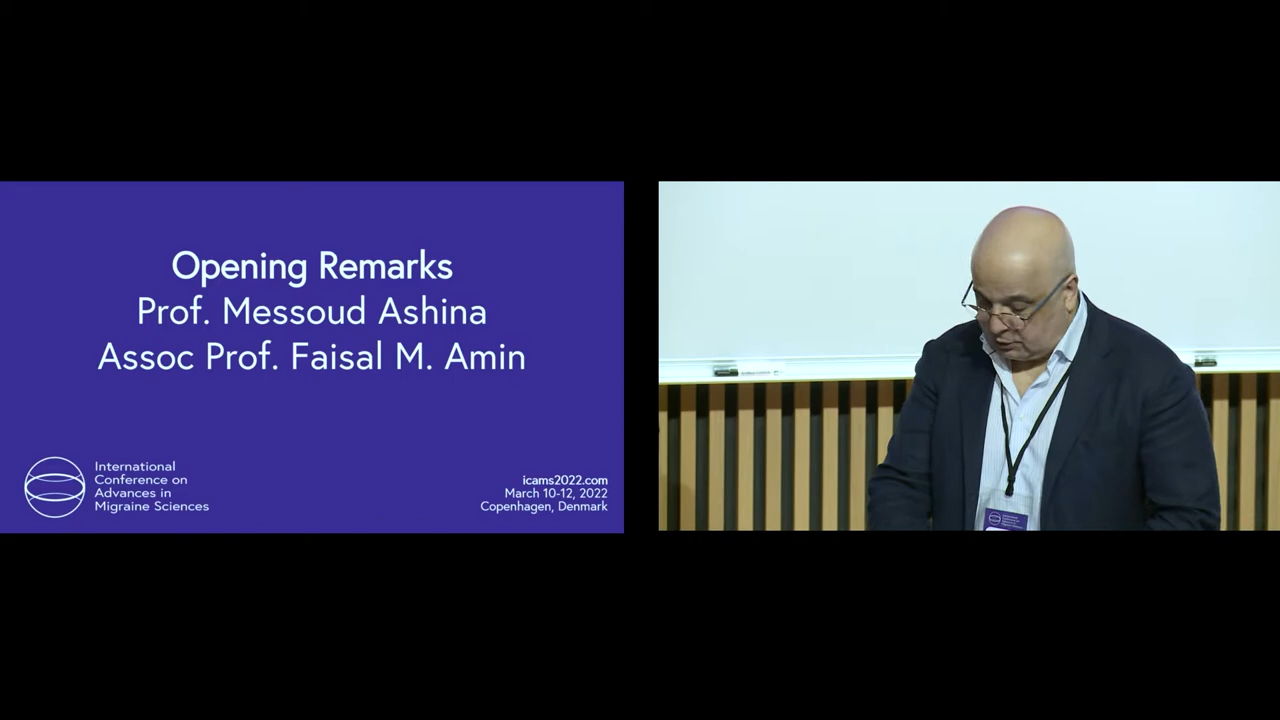 Opening Remarks
Prof. Messoud Ashina
Assoc Prof. Faisal M. Amin
International
Conference on
Advances in
Migraine Sciences
icams2022.com
March 10-12, 2022
Copenhagen, Denmark